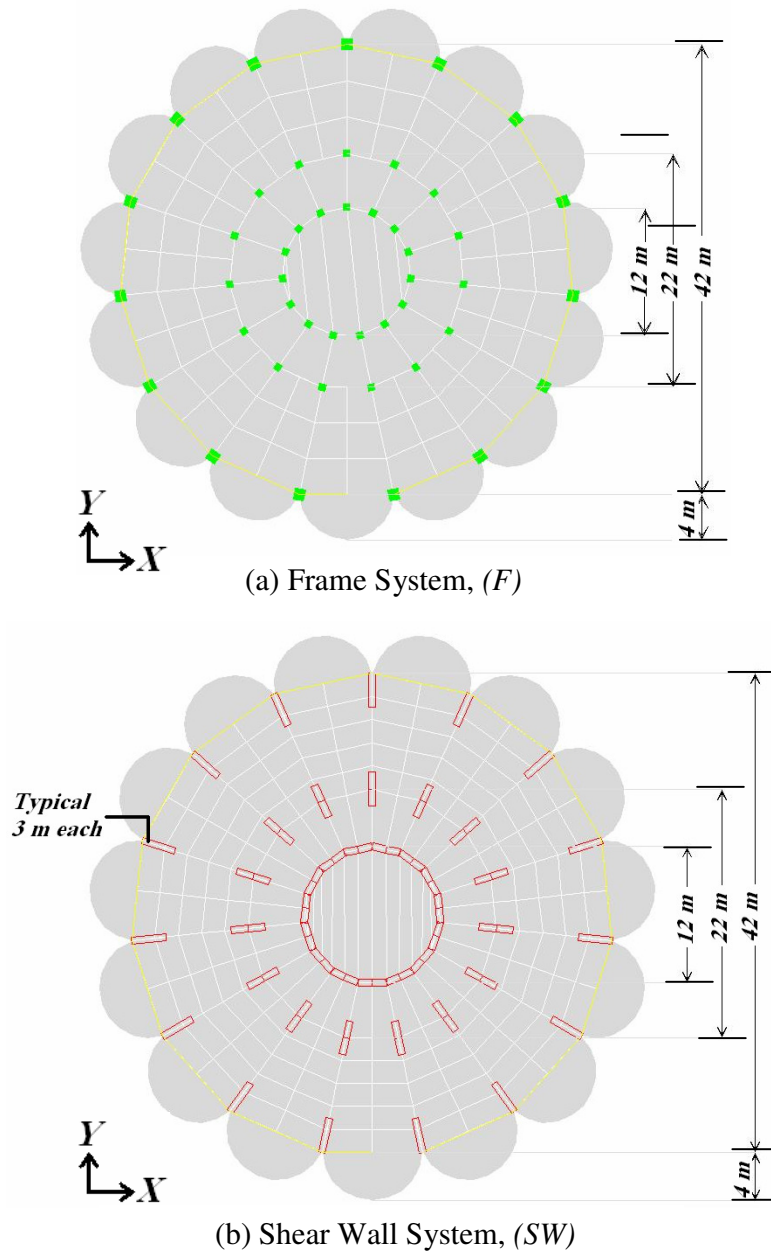 12 m
22 m
42 m
4 m
Y
X
(a) Frame System, (F)
Typical
3 m each
12 m
22 m
42 m
4 m
Y
X
(b) Shear Wall System, (SW)